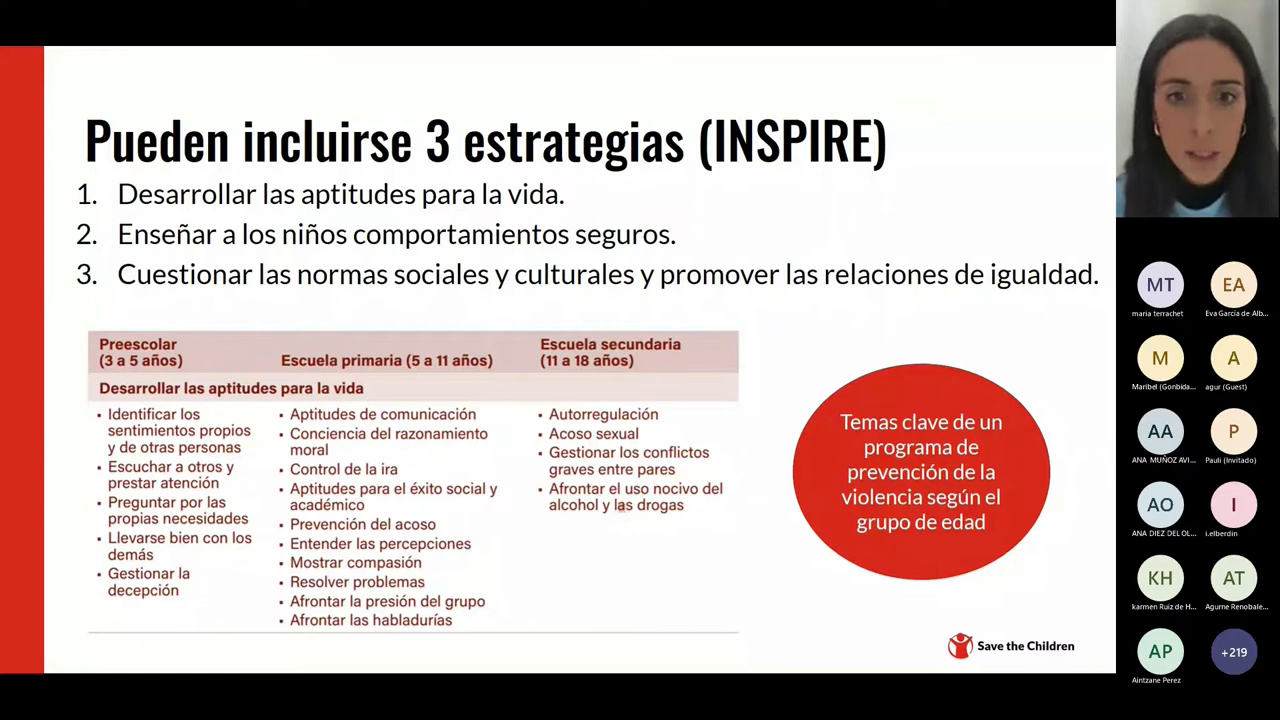 Pueden incluirse 3 estrategias (INSPIRE)
1. Desarrollar las aptitudes para la vida.
2. Enseñar a los niños comportamientos seguros.
3. Cuestionar las normas sociales y culturales y promover las relaciones de igualdad.
Preescolar
(3 a 5 años)
Escuela primaria (5 a 11 años)
Escuela secundaria
(11 a 18 años)
Desarrollar las aptitudes para la vida
▪ Identificar los
sentimientos propios
y de otras personas
▪ Escuchar a otros y
prestar atención
▪ Preguntar por las
propias necesidades
▪ Llevarse bien con los
demás
▪ Gestionar la
decepción
▪ Aptitudes de comunicación
▪ Conciencia del razonamiento
moral
▪ Control de la ira
▪ Aptitudes para el éxito social y
académico
▪ Prevención del acoso
▪ Entender las percepciones
▪ Mostrar compasión
▪ Resolver problemas
▪ Afrontar la presión del grupo
▪ Afrontar las habladurías
▪ Autorregulación
▪ Acoso sexual
▪ Gestionar los conflictos
graves entre pares
▪ Afrontar el uso nocivo del
alcohol y las drogas
Temas clave de un
programa de
prevención de la
violencia según el
grupo de edad
Save the Children
MT
maria terrachet
EA
Eva García de Alb...
M
Maribel (Gonbida...
A
agur (Guest)
AA
ANA MUÑOZ AVI...
P
Pauli (Invitado)
AO
ANA DIEZ DEL OL...
I
i.elberdin
KH
karmen Ruiz de H...
AT
Agurne Renobale...
AP
Aintzane Perez
+219